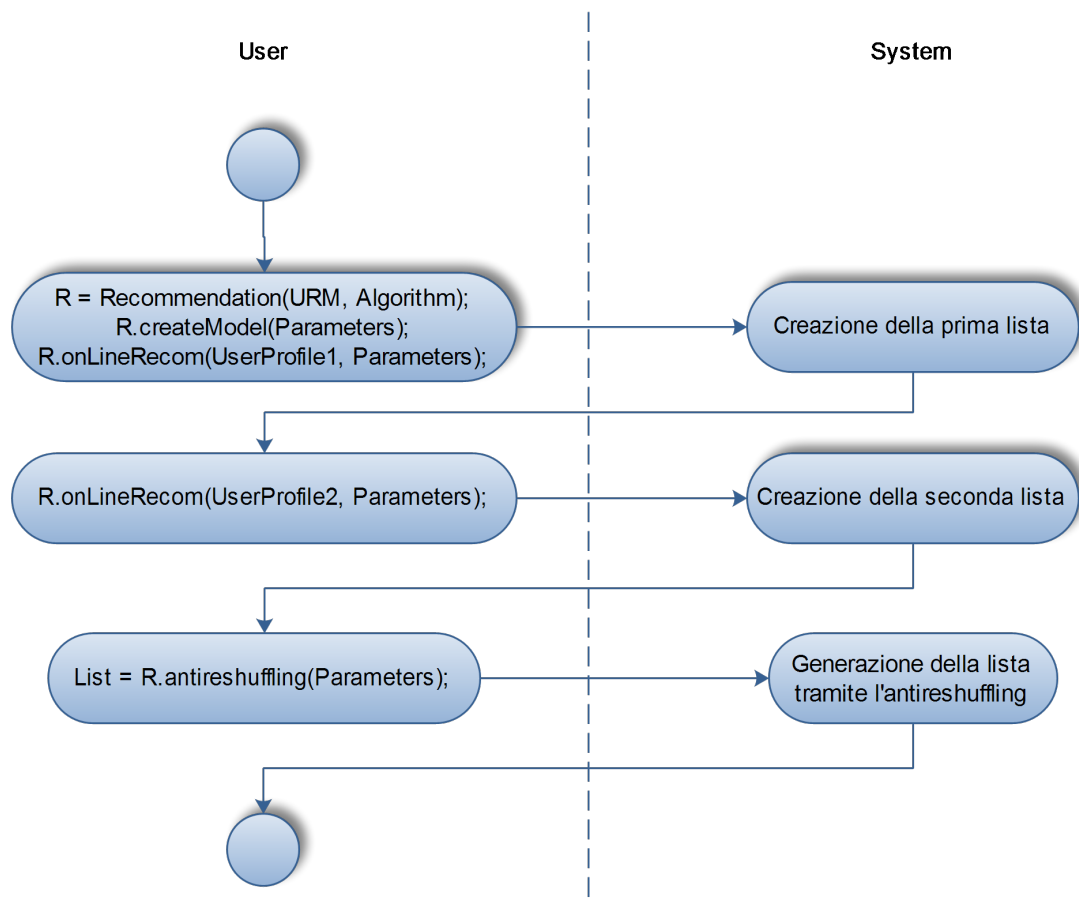 User
System
R = Recommendation(URM, Algorithm);
R.createModel(Parameters);
R.onLineRecom(UserProfile1, Parameters);
Creazione della prima lista
R.onLineRecom(UserProfile2, Parameters);
Creazione della seconda lista
List = R.antireshuffling(Parameters);
Generazione della lista
tramite l'antireshuffling